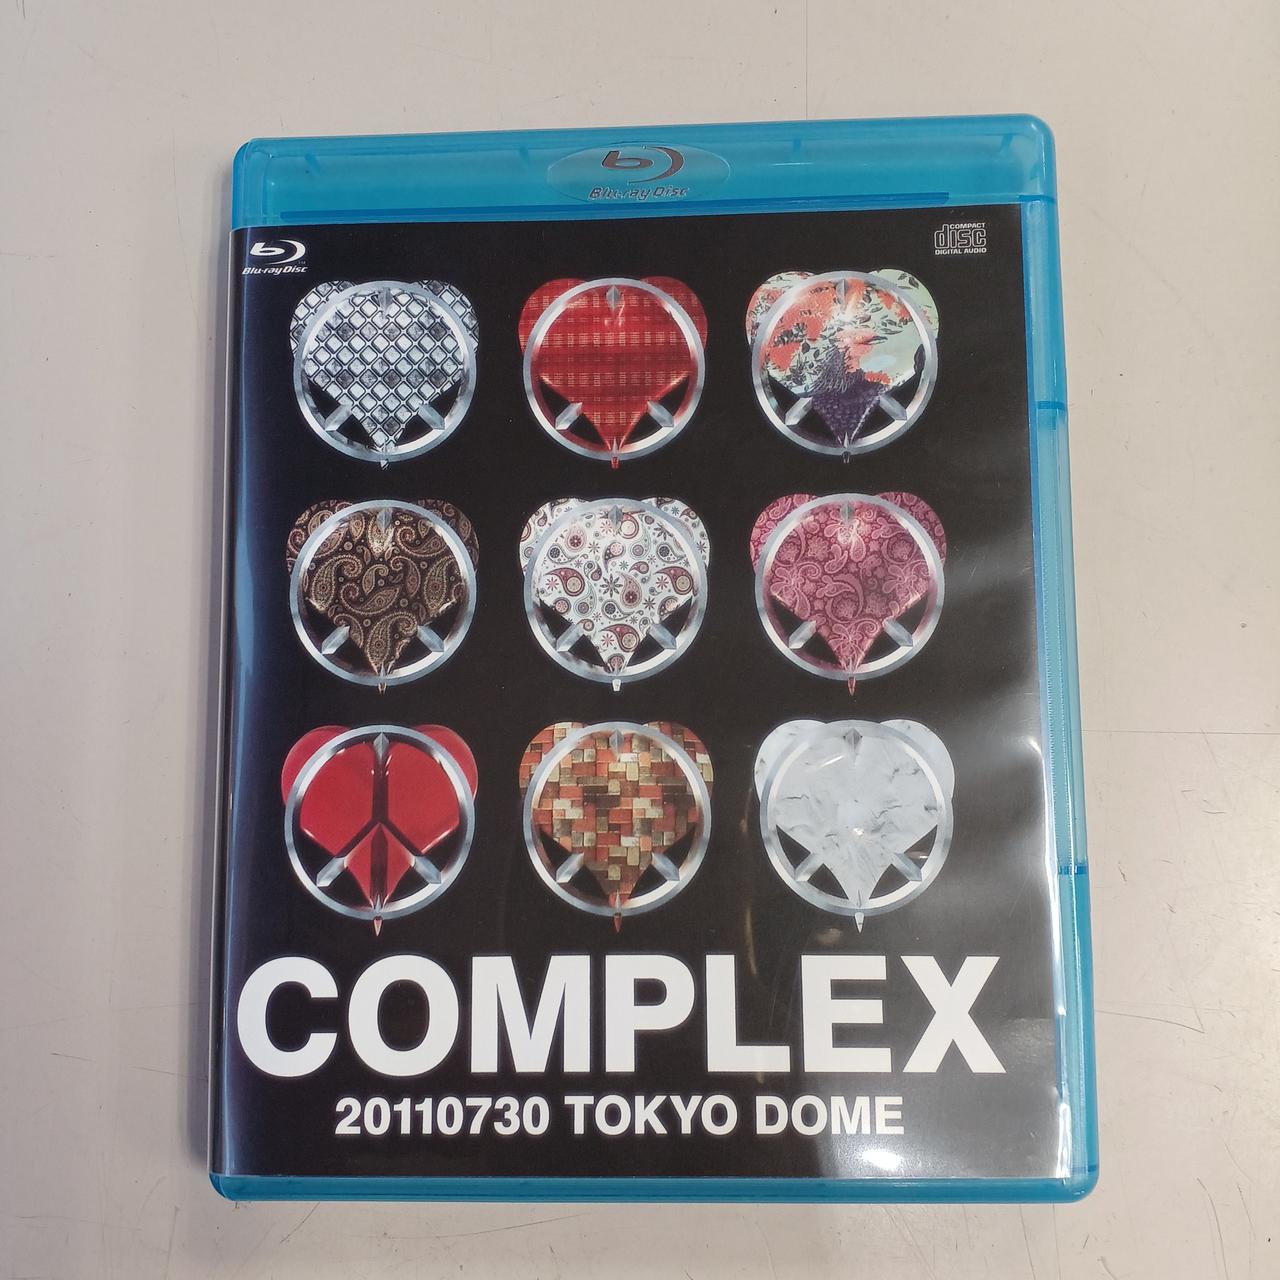 Blu-ray Disc
Blu-ray Disc
COMPACT
disc
DIGITAL AUDIO
COMPLEX
20110730 TOKYO DOME